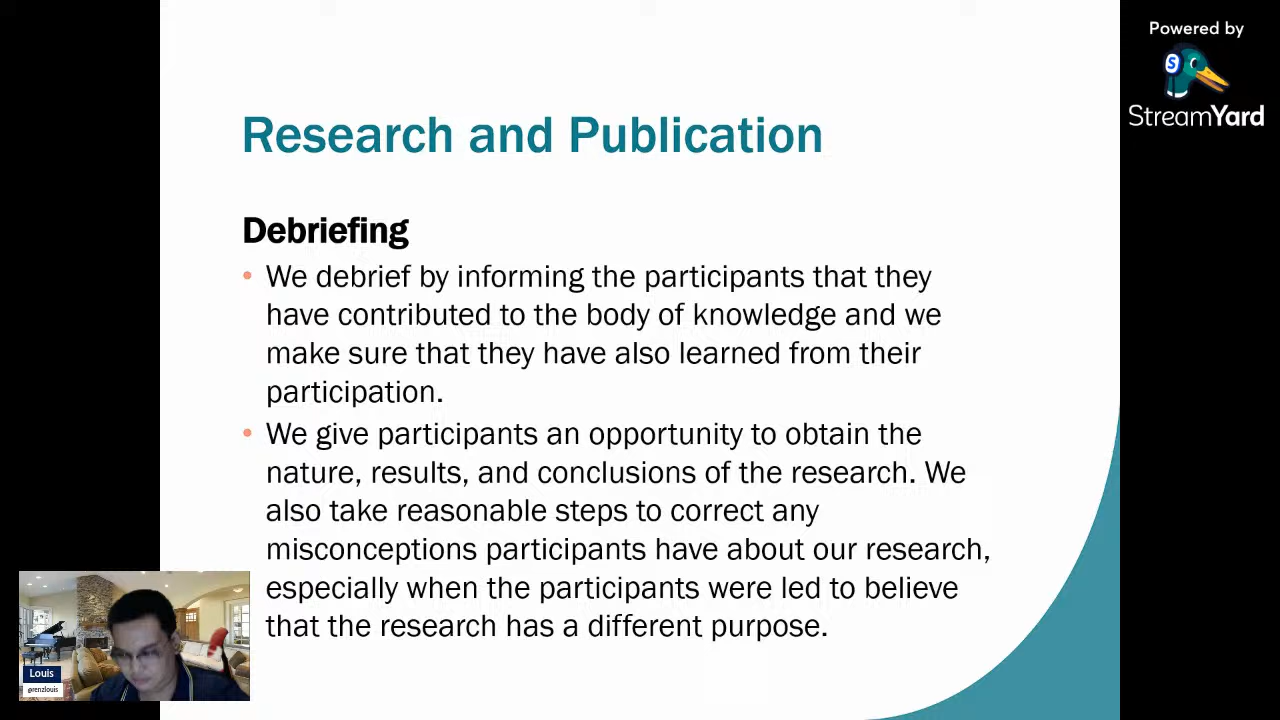 Powered by
S
StreamYard
Research and Publication
Debriefing
• We debrief by informing the participants that they
have contributed to the body of knowledge and we
make sure that they have also learned from their
participation.
• We give participants an opportunity to obtain the
nature, results, and conclusions of the research. We
also take reasonable steps to correct any
misconceptions participants have about our research,
especially when the participants were led to believe
that the research has a different purpose.
Louis
@renzlouis